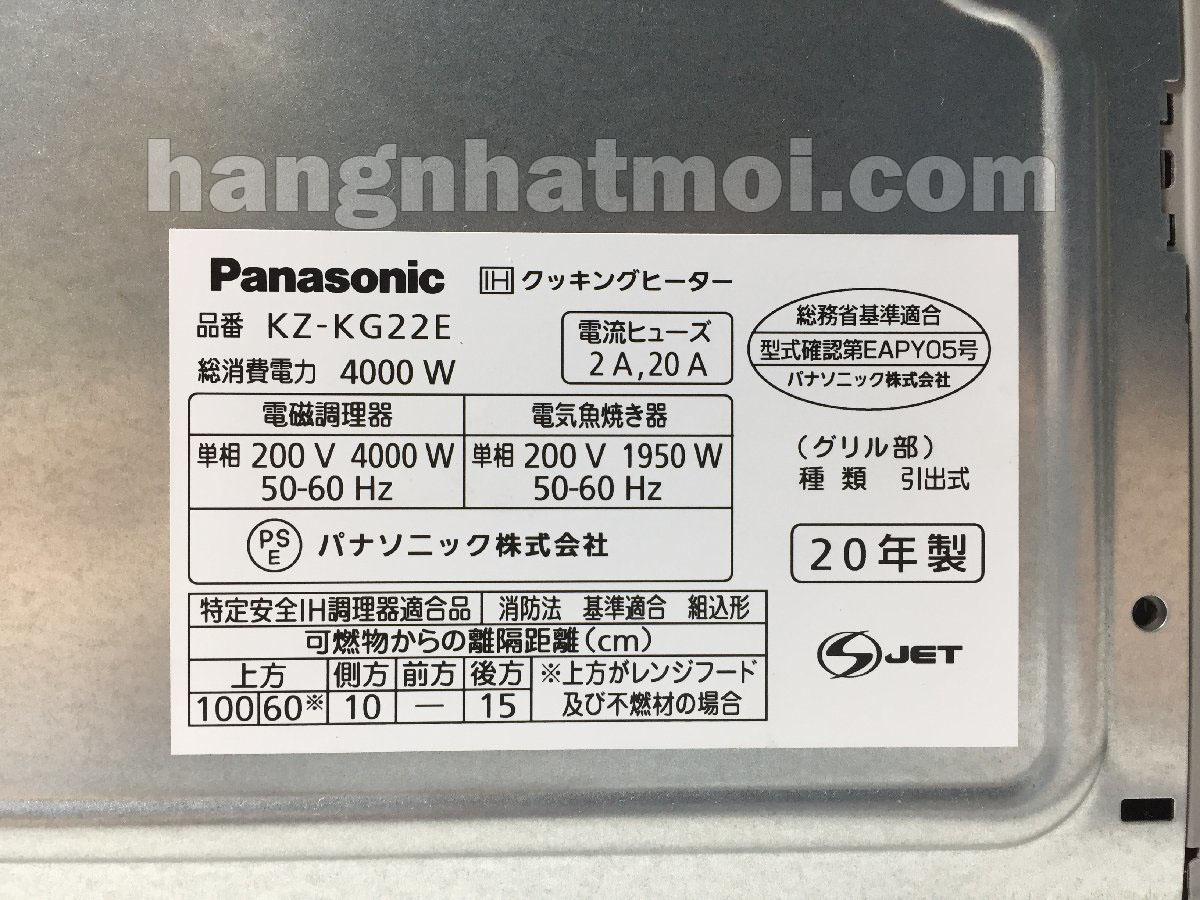 hangnhatmoi.com
Panasonic IH クッキングヒーター
品番 KZ-KG22E
総消費電力 4000 W
電流ヒューズ
2 A, 20 A
総務省基準適合
型式確認第EAPY05号
パナソニック株式会社
電磁調理器 電気魚焼き器
単相 200 V 4000 W 単相 200 V 1950 W
50-60 Hz 50-60 Hz
(グリル部)
種類 引出式
PS
E
パナソニック株式会社
20年製
特定安全IH調理器適合品 消防法 基準適合 組込形
可燃物からの離隔距離(cm)
上方 側方 前方 後方 ※上方がレンジフード
100 60※ 10 — 15 及び不燃材の場合
S JET